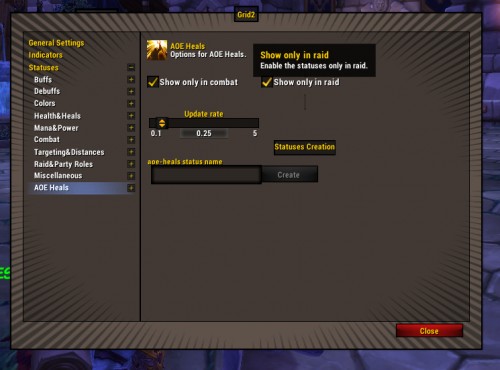 Grid2
General Settings
Indicators
Statuses
Buffs
Debuffs
Colors
Health&Heals
Mana&Power
Combat
Targeting&Distances
Raid&Party Roles
Miscellaneous
AOE Heals
AOE Heals
Options for AOE Heals.
Show only in raid
Enable the statuses only in raid.
Show only in combat
Show only in raid
Update rate
0.1 0.25 5
Statuses Creation
aoe-heals status name
Create
Close